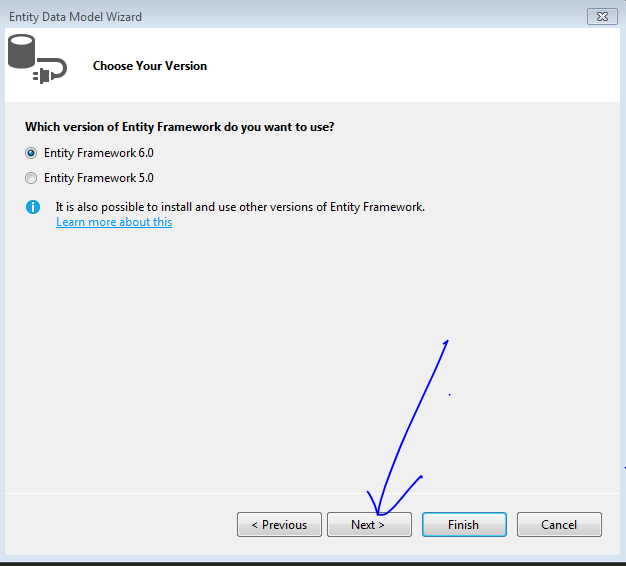 Entity Data Model Wizard
Choose Your Version
Which version of Entity Framework do you want to use?
Entity Framework 6.0
Entity Framework 5.0
It is also possible to install and use other versions of Entity Framework.
Learn more about this
< Previous
Next >
Finish
Cancel